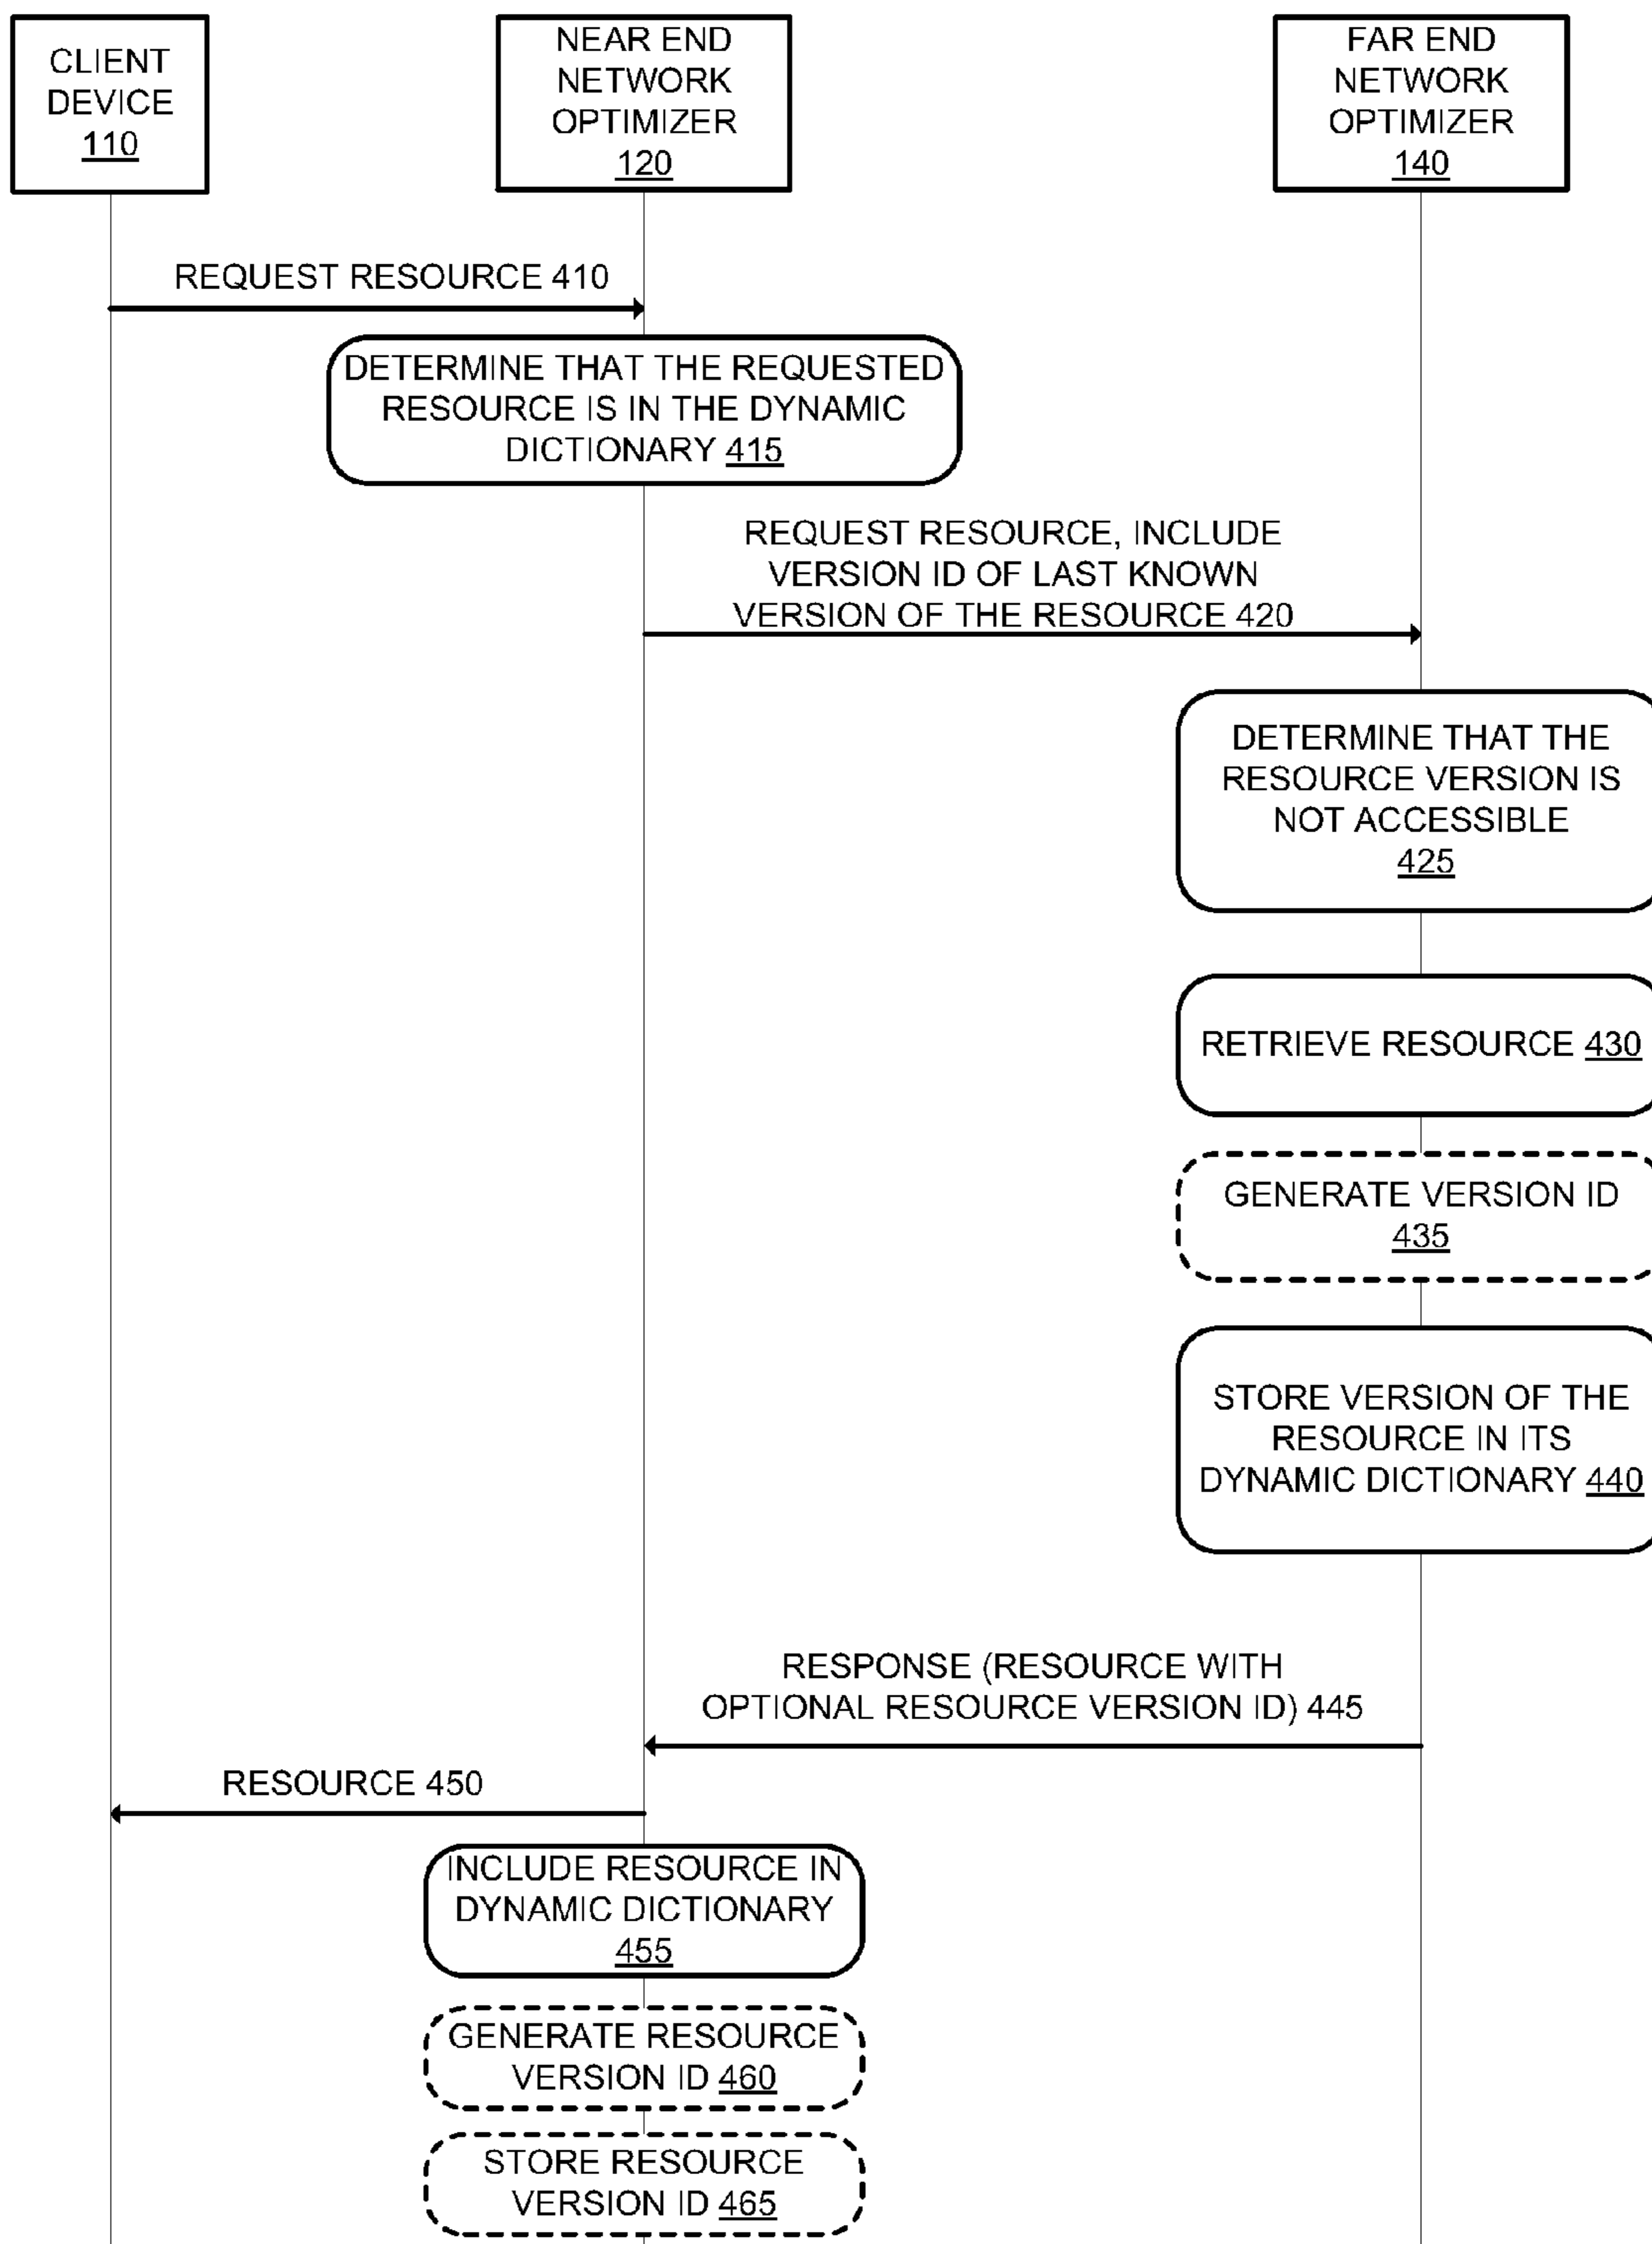 CLIENT
DEVICE
110
NEAR END
NETWORK
OPTIMIZER
120
FAR END
NETWORK
OPTIMIZER
140
REQUEST RESOURCE 410
DETERMINE THAT THE REQUESTED
RESOURCE IS IN THE DYNAMIC
DICTIONARY 415
REQUEST RESOURCE, INCLUDE
VERSION ID OF LAST KNOWN
VERSION OF THE RESOURCE 420
DETERMINE THAT THE
RESOURCE VERSION IS
NOT ACCESSIBLE
425
RETRIEVE RESOURCE 430
GENERATE VERSION ID
435
STORE VERSION OF THE
RESOURCE IN ITS
DYNAMIC DICTIONARY 440
RESPONSE (RESOURCE WITH
OPTIONAL RESOURCE VERSION ID) 445
RESOURCE 450
INCLUDE RESOURCE IN
DYNAMIC DICTIONARY
455
GENERATE RESOURCE
VERSION ID 460
STORE RESOURCE
VERSION ID 465